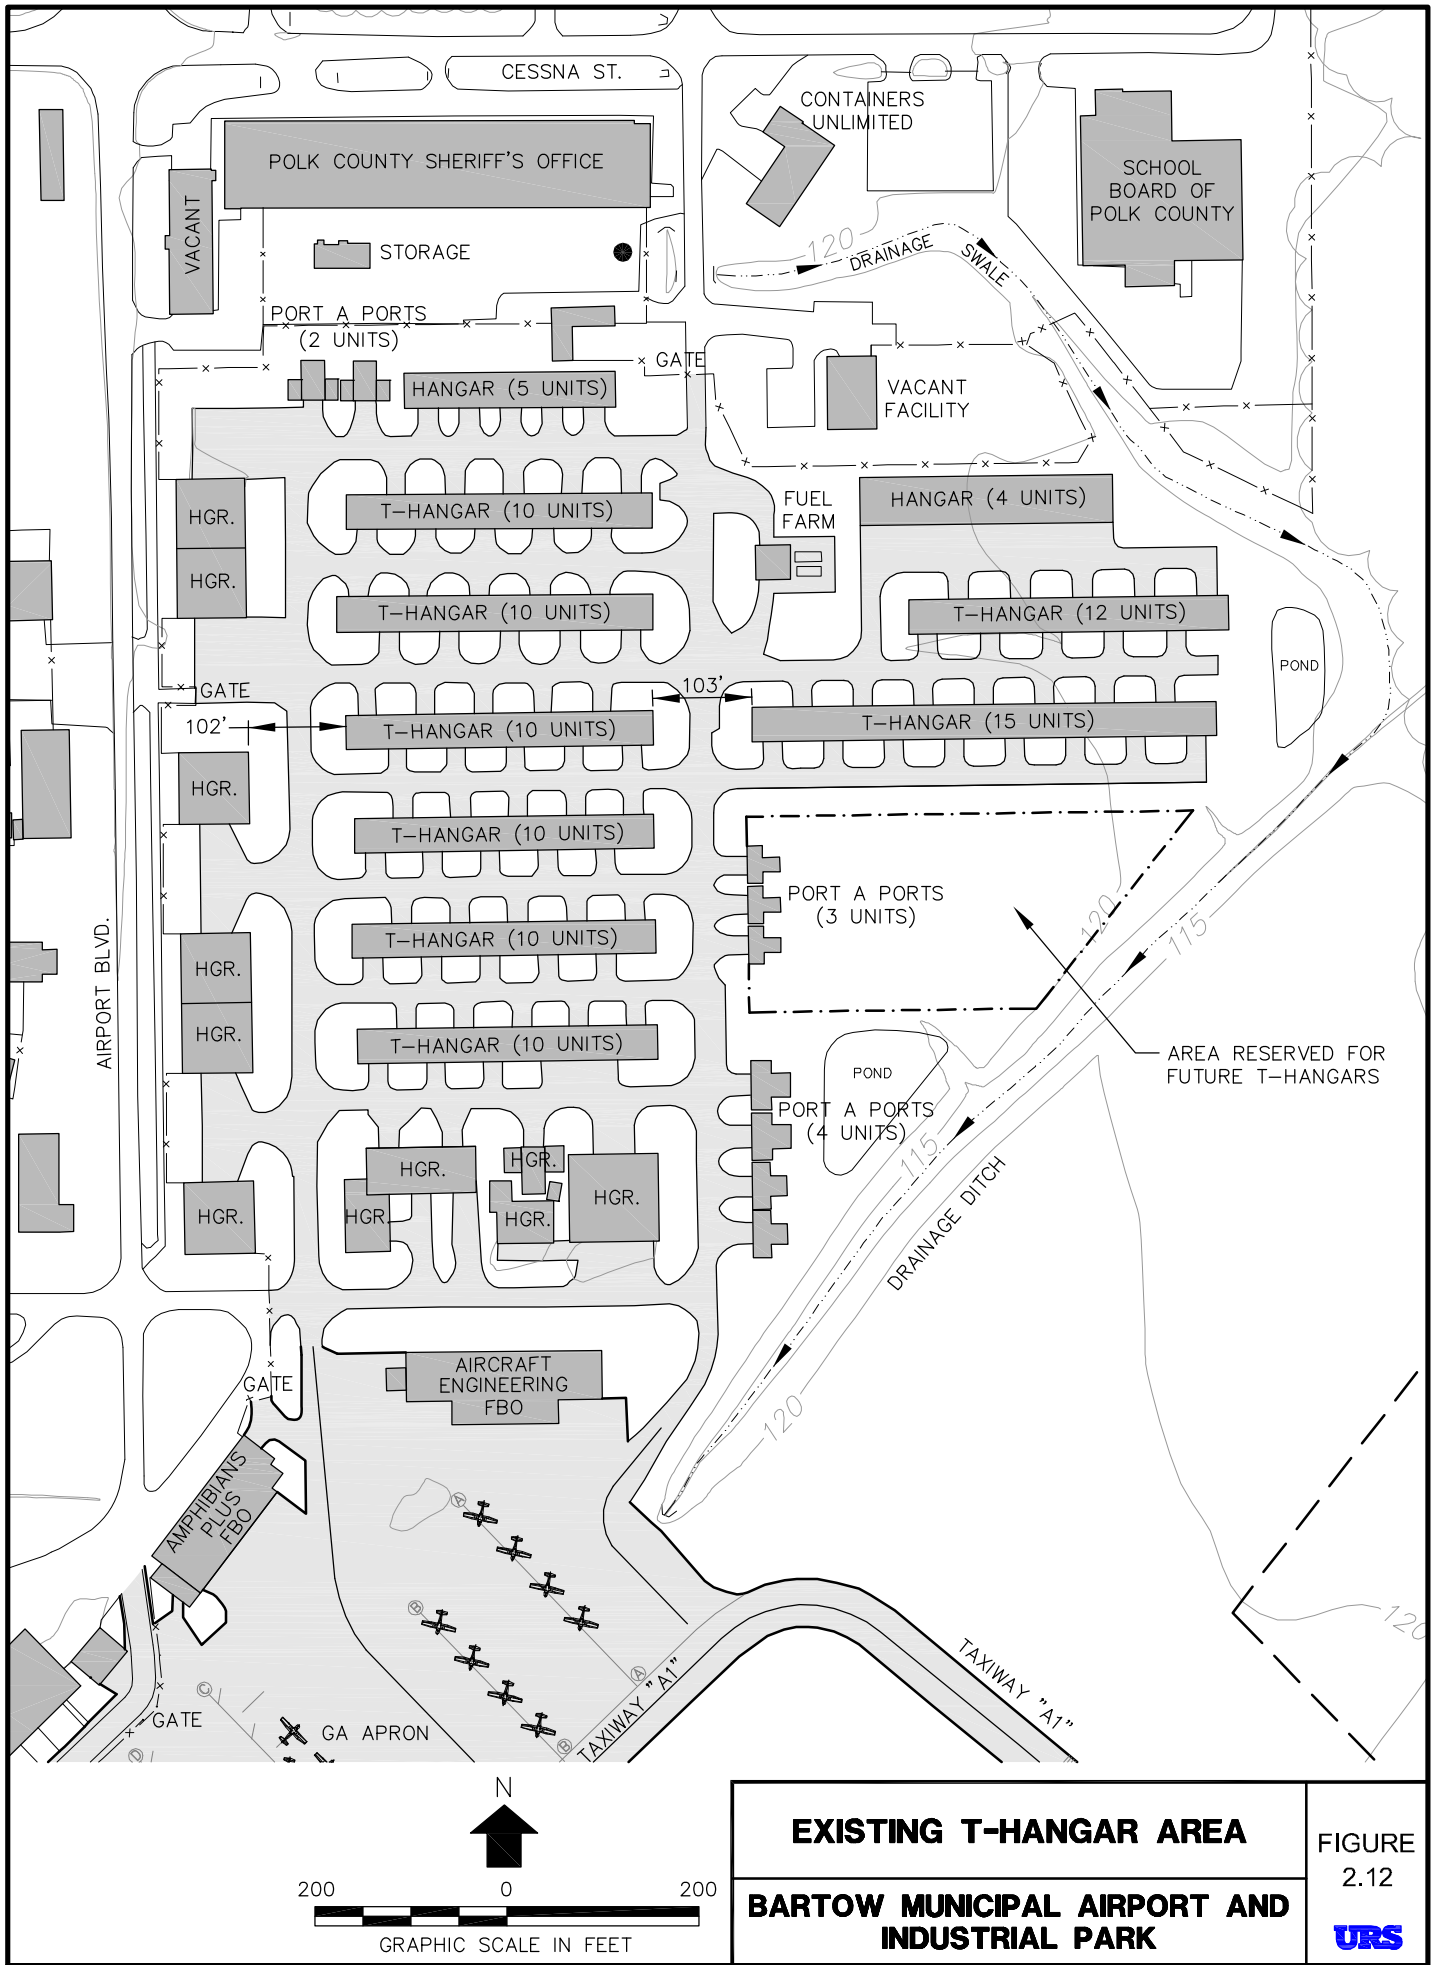 CESSNA ST.
CONTAINERS
UNLIMITED
POLK COUNTY SHERIFF'S OFFICE
SCHOOL
BOARD OF
POLK COUNTY
VACANT
STORAGE
120
DRAINAGE
SWALE
PORT A PORTS
(2 UNITS)
GATE
HANGAR (5 UNITS)
VACANT
FACILITY
HGR.
T-HANGAR (10 UNITS)
FUEL
FARM
HANGAR (4 UNITS)
HGR.
T-HANGAR (10 UNITS)
T-HANGAR (12 UNITS)
POND
GATE
103'
102'
T-HANGAR (10 UNITS)
T-HANGAR (15 UNITS)
HGR.
T-HANGAR (10 UNITS)
PORT A PORTS
(3 UNITS)
120
115
AIRPORT BLVD.
HGR.
T-HANGAR (10 UNITS)
HGR.
T-HANGAR (10 UNITS)
AREA RESERVED FOR
FUTURE T-HANGARS
POND
PORT A PORTS
(4 UNITS)
115
DRAINAGE DITCH
HGR.
HGR.
HGR.
HGR.
HGR.
HGR.
AIRCRAFT
ENGINEERING
FBO
GATE
120
AMPHIBIANS
PLUS
FBO
A
B
120
TAXIWAY "A1"
A
TAXIWAY "A1"
C
GATE
GA APRON
B
D
N
200 0 200
GRAPHIC SCALE IN FEET
EXISTING T-HANGAR AREA
BARTOW MUNICIPAL AIRPORT AND
INDUSTRIAL PARK
FIGURE
2.12
URS